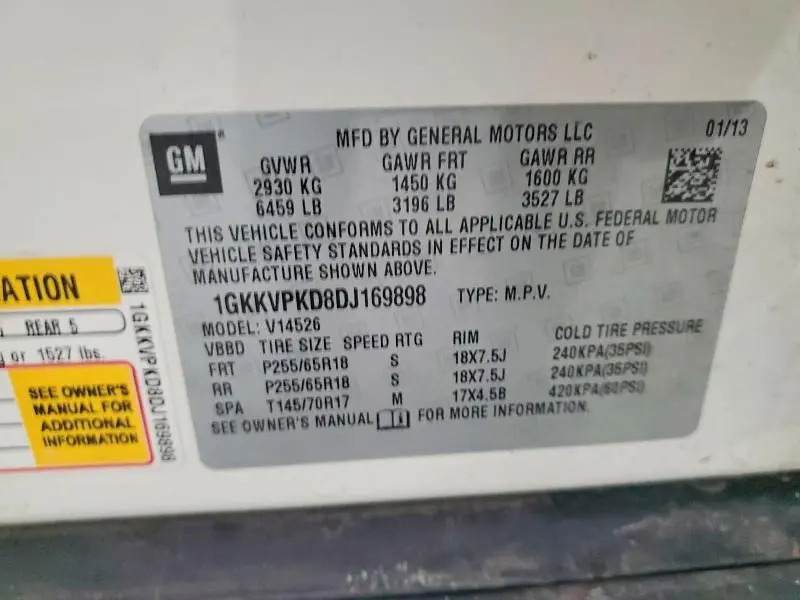 GM
MFD BY GENERAL MOTORS LLC 01/13
GVWR GAWR FRT GAWR RR
2930 KG 1450 KG 1600 KG
6459 LB 3196 LB 3527 LB
THIS VEHICLE CONFORMS TO ALL APPLICABLE U.S. FEDERAL MOTOR
VEHICLE SAFETY STANDARDS IN EFFECT ON THE DATE OF
MANUFACTURE SHOWN ABOVE.
1GKKVPKD8DJ169898 TYPE: M.P.V.
MODEL: V14526
VBBD TIRE SIZE SPEED RTG RIM COLD TIRE PRESSURE
FRT P255/65R18 S 18X7.5J 240KPA(35PSI)
RR P255/65R18 S 18X7.5J 240KPA(35PSI)
SPA T145/70R17 M 17X4.5B 420KPA(60PSI)
SEE OWNER'S MANUAL FOR MORE INFORMATION.
ATION
REAR 5
or 1527 lbs.
SEE OWNER'S
MANUAL FOR
ADDITIONAL
INFORMATION
1GKKVPKD8DJ169898